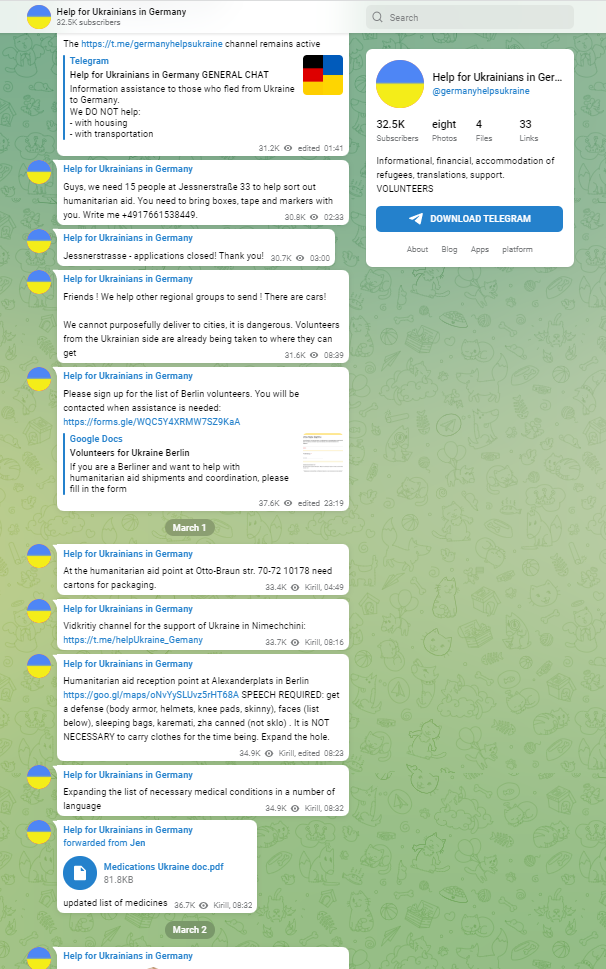 Help for Ukrainians in Germany
32.5K subscribers
Search
The https://t.me/germanyhelpsukraine channel remains active
Telegram
Help for Ukrainians in Germany GENERAL CHAT
Information assistance to those who fled from Ukraine
to Germany.
We DO NOT help:
- with housing
- with transportation
31.2K edited 01:41
Help for Ukrainians in Germany
Guys, we need 15 people at Jessnerstraße 33 to help sort out
humanitarian aid. You need to bring boxes, tape and markers with
you. Write me +4917661538449.
30.8K 02:33
Help for Ukrainians in Germany
Jessnerstrasse - applications closed! Thank you!
30.7K 03:00
Help for Ukrainians in Germany
Friends ! We help other regional groups to send ! There are cars!
We cannot purposefully deliver to cities, it is dangerous. Volunteers
from the Ukrainian side are already being taken to where they can
get
31.6K 08:39
Help for Ukrainians in Germany
Please sign up for the list of Berlin volunteers. You will be
contacted when assistance is needed:
https://forms.gle/WQC5Y4XRMW7SZ9KaA
Google Docs
Volunteers for Ukraine Berlin
If you are a Berliner and want to help with
humanitarian aid shipments and coordination, please
fill in the form
37.6K edited 23:19
March 1
Help for Ukrainians in Germany
At the humanitarian aid point at Otto-Braun str. 70-72 10178 need
cartons for packaging.
33.4K Kirill, 04:49
Help for Ukrainians in Germany
Vidkritiy channel for the support of Ukraine in Nimechchini:
https://t.me/helpUkraine_Gemany
33.7K Kirill, 08:16
Help for Ukrainians in Germany
Humanitarian aid reception point at Alexanderplats in Berlin
https://goo.gl/maps/oNvYySLUvz5rHT68A SPEECH REQUIRED: get
a defense (body armor, helmets, knee pads, skinny), faces (list
below), sleeping bags, karemati, zha canned (not sklo) . It is NOT
NECESSARY to carry clothes for the time being. Expand the hole.
34.9K Kirill, edited 08:23
Help for Ukrainians in Germany
Expanding the list of necessary medical conditions in a number of
language
34.9K Kirill, 08:32
Help for Ukrainians in Germany
forwarded from Jen
Medications Ukraine doc.pdf
81.8KB
updated list of medicines
36.7K Kirill, 08:32
March 2
Help for Ukrainians in Germany
Help for Ukrainians in Ger...
@germanyhelpsukraine
32.5K eight 4 33
Subscribers Photos Files Links
Informational, financial, accommodation of
refugees, translations, support.
VOLUNTEERS
DOWNLOAD TELEGRAM
About Blog Apps platform